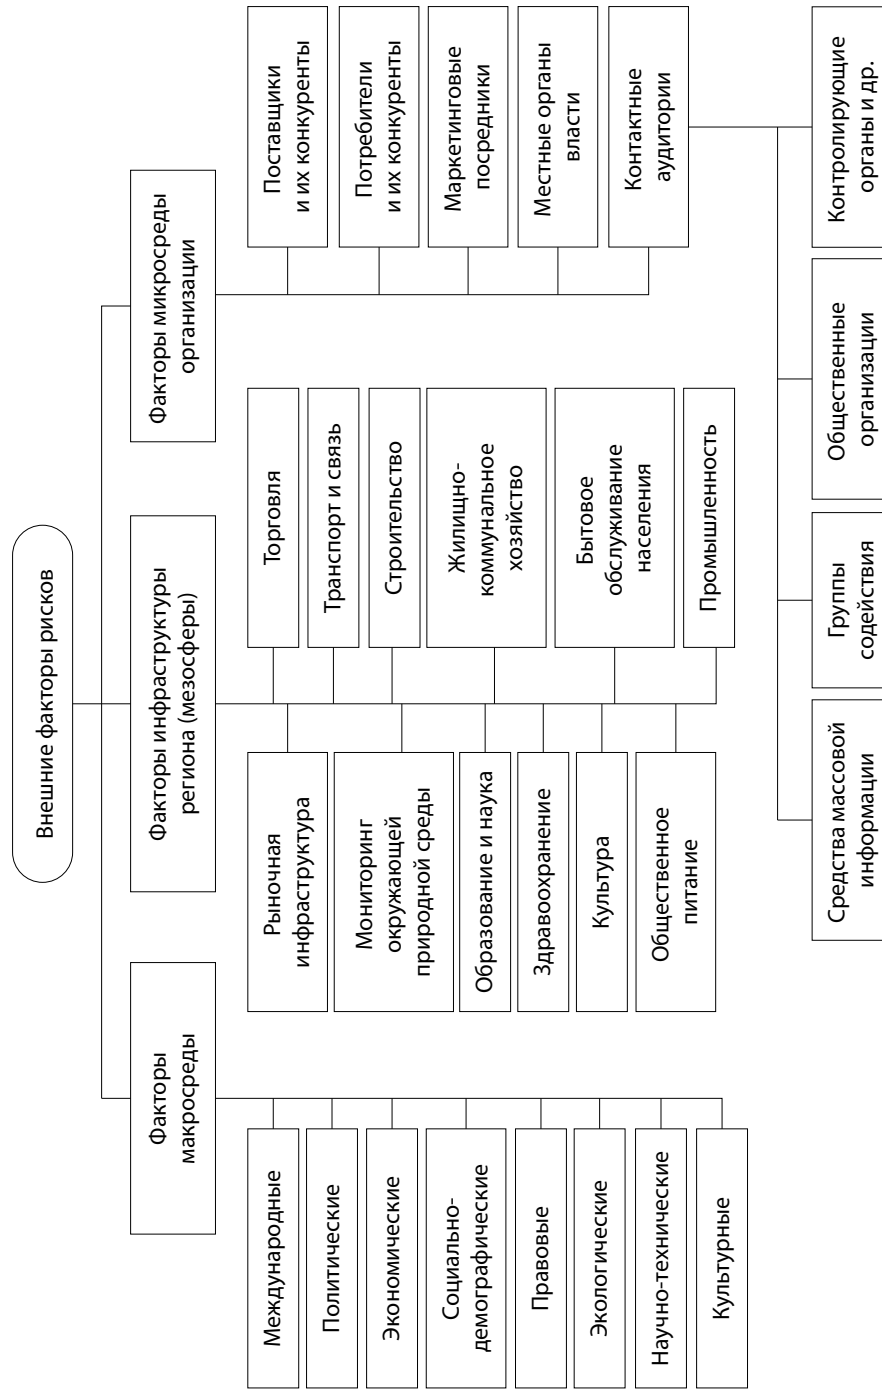 Внешние факторы рисков
Факторы
макросреды
Международные
Политические
Экономические
Социально-
демографические
Правовые
Экологические
Научно-технические
Культурные
Факторы инфраструктуры
региона (мезосферы)
Рыночная
инфраструктура
Мониторинг
окружающей
природной среды
Образование и наука
Здравоохранение
Культура
Общественное
питание
Торговля
Транспорт и связь
Строительство
Жилищно-
коммунальное
хозяйство
Бытовое
обслуживание
населения
Промышленность
Факторы микросреды
организации
Поставщики
и их конкуренты
Потребители
и их конкуренты
Маркетинговые
посредники
Местные органы
власти
Контактные
аудитории
Средства массовой
информации
Группы
содействия
Общественные
организации
Контролирующие
органы и др.